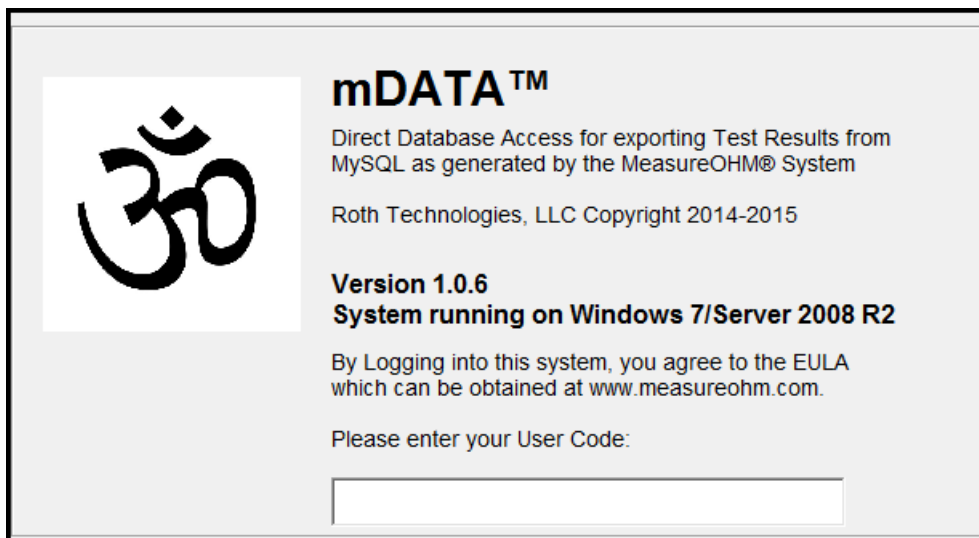 ॐ
mDATA™
Direct Database Access for exporting Test Results from
MySQL as generated by the MeasureOHM® System
Roth Technologies, LLC Copyright 2014-2015
Version 1.0.6
System running on Windows 7/Server 2008 R2
By Logging into this system, you agree to the EULA
which can be obtained at www.measureohm.com.
Please enter your User Code: